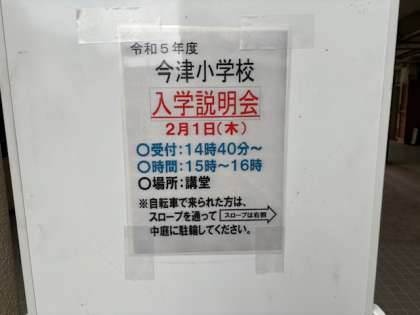 令和5年度
今津小学校
入学説明会
2月1日(木)
〇受付:14時40分～
〇時間:15時～16時
〇場所:講堂
※自転車で来られた方は、
スロープを通って スロープは右側
中庭に駐輪してください。